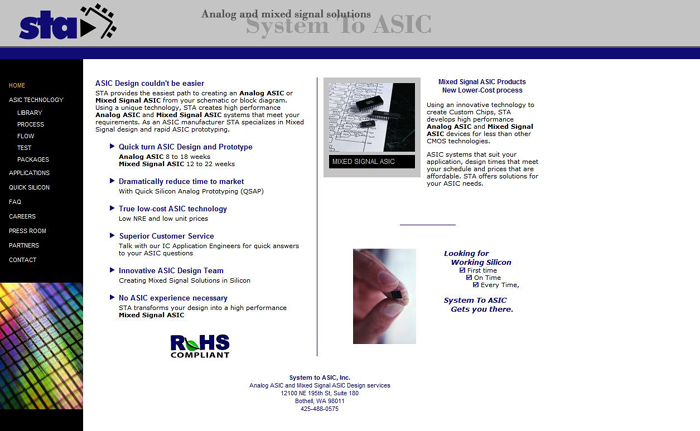 sta
Analog and mixed signal solutions
System To ASIC
HOME
ASIC TECHNOLOGY
LIBRARY
PROCESS
FLOW
TEST
PACKAGES
APPLICATIONS
QUICK SILICON
FAQ
CAREERS
PRESS ROOM
PARTNERS
CONTACT
ASIC Design couldn't be easier
STA provides the easiest path to creating an Analog ASIC or
Mixed Signal ASIC from your schematic or block diagram.
Using a unique technology, STA creates high performance
Analog ASIC and Mixed Signal ASIC systems that meet your
requirements. As an ASIC manufacturer STA specializes in Mixed
Signal design and rapid ASIC prototyping.
Quick turn ASIC Design and Prototype
Analog ASIC 8 to 18 weeks
Mixed Signal ASIC 12 to 22 weeks
Dramatically reduce time to market
With Quick Silicon Analog Prototyping (QSAP)
True low-cost ASIC technology
Low NRE and low unit prices
Superior Customer Service
Talk with our IC Application Engineers for quick answers
to your ASIC questions
Innovative ASIC Design Team
Creating Mixed Signal Solutions in Silicon
No ASIC experience necessary
STA transforms your design into a high performance
Mixed Signal ASIC
RoHS
COMPLIANT
MIXED SIGNAL ASIC
Mixed Signal ASIC Products
New Lower-Cost process
Using an innovative technology to
create Custom Chips, STA
develops high performance
Analog ASIC and Mixed Signal
ASIC devices for less than other
CMOS technologies.
ASIC systems that suit your
application, design times that meet
your schedule and prices that are
affordable. STA offers solutions for
your ASIC needs.
Looking for
Working Silicon
First time
On Time
Every Time,
System To ASIC
Gets you there.
System to ASIC, Inc.
Analog ASIC and Mixed Signal ASIC Design services
12100 NE 195th St, Suite 180
Bothell, WA 98011
425-488-0575